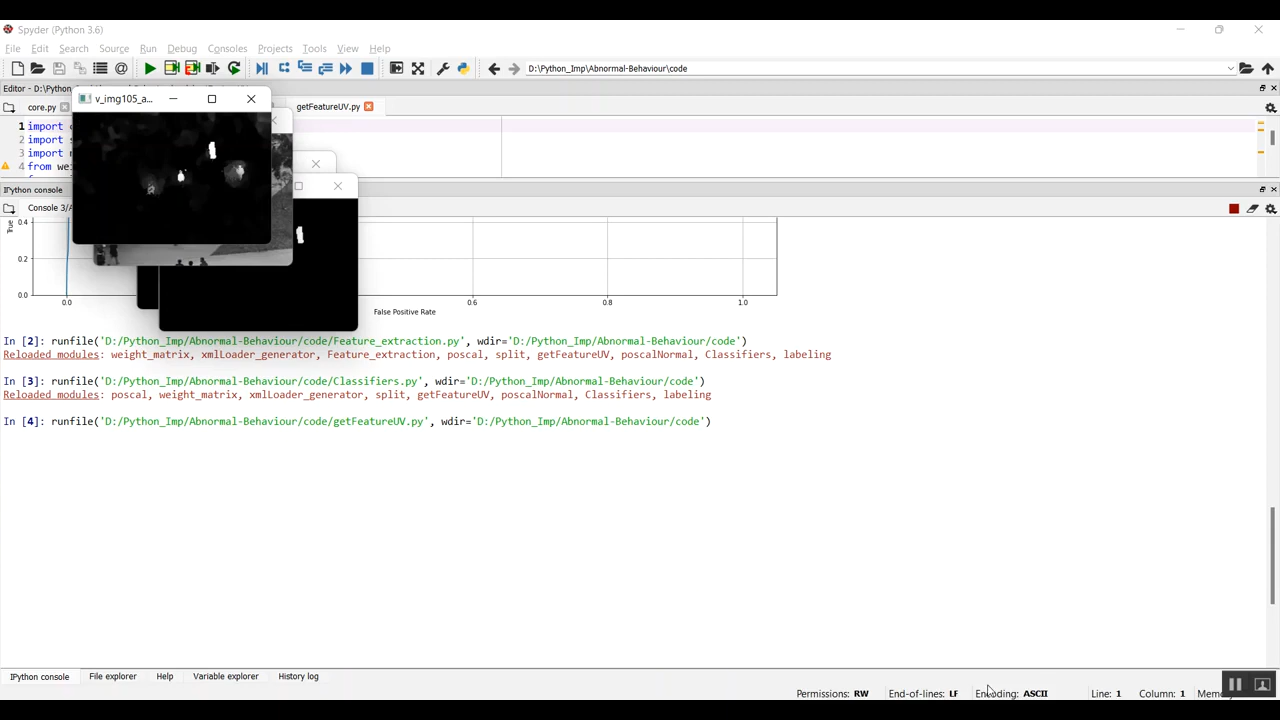 Spyder (Python 3.6)
File Edit Search Source Run Debug Consoles Projects Tools View Help
D:\Python_Imp\Abnormal-Behaviour\code
Editor - D:\Python
core.py
v_img105_a...
getFeatureUV.py
1 import
2 import
3 import
4 from we
IPython console
Console 3/A
True
0.4
0.2
0.0
0.0 0.6 0.8 1.0
False Positive Rate
In [2]: runfile('D:/Python_Imp/Abnormal-Behaviour/code/Feature_extraction.py', wdir='D:/Python_Imp/Abnormal-Behaviour/code')
Reloaded modules: weight_matrix, xmlLoader_generator, Feature_extraction, poscal, split, getFeatureUV, poscalNormal, Classifiers, labeling
In [3]: runfile('D:/Python_Imp/Abnormal-Behaviour/code/Classifiers.py', wdir='D:/Python_Imp/Abnormal-Behaviour/code')
Reloaded modules: poscal, weight_matrix, xmlLoader_generator, split, getFeatureUV, poscalNormal, Classifiers, labeling
In [4]: runfile('D:/Python_Imp/Abnormal-Behaviour/code/getFeatureUV.py', wdir='D:/Python_Imp/Abnormal-Behaviour/code')
IPython console File explorer Help Variable explorer History log
Permissions: RW End-of-lines: LF Encoding: ASCII Line: 1 Column: 1